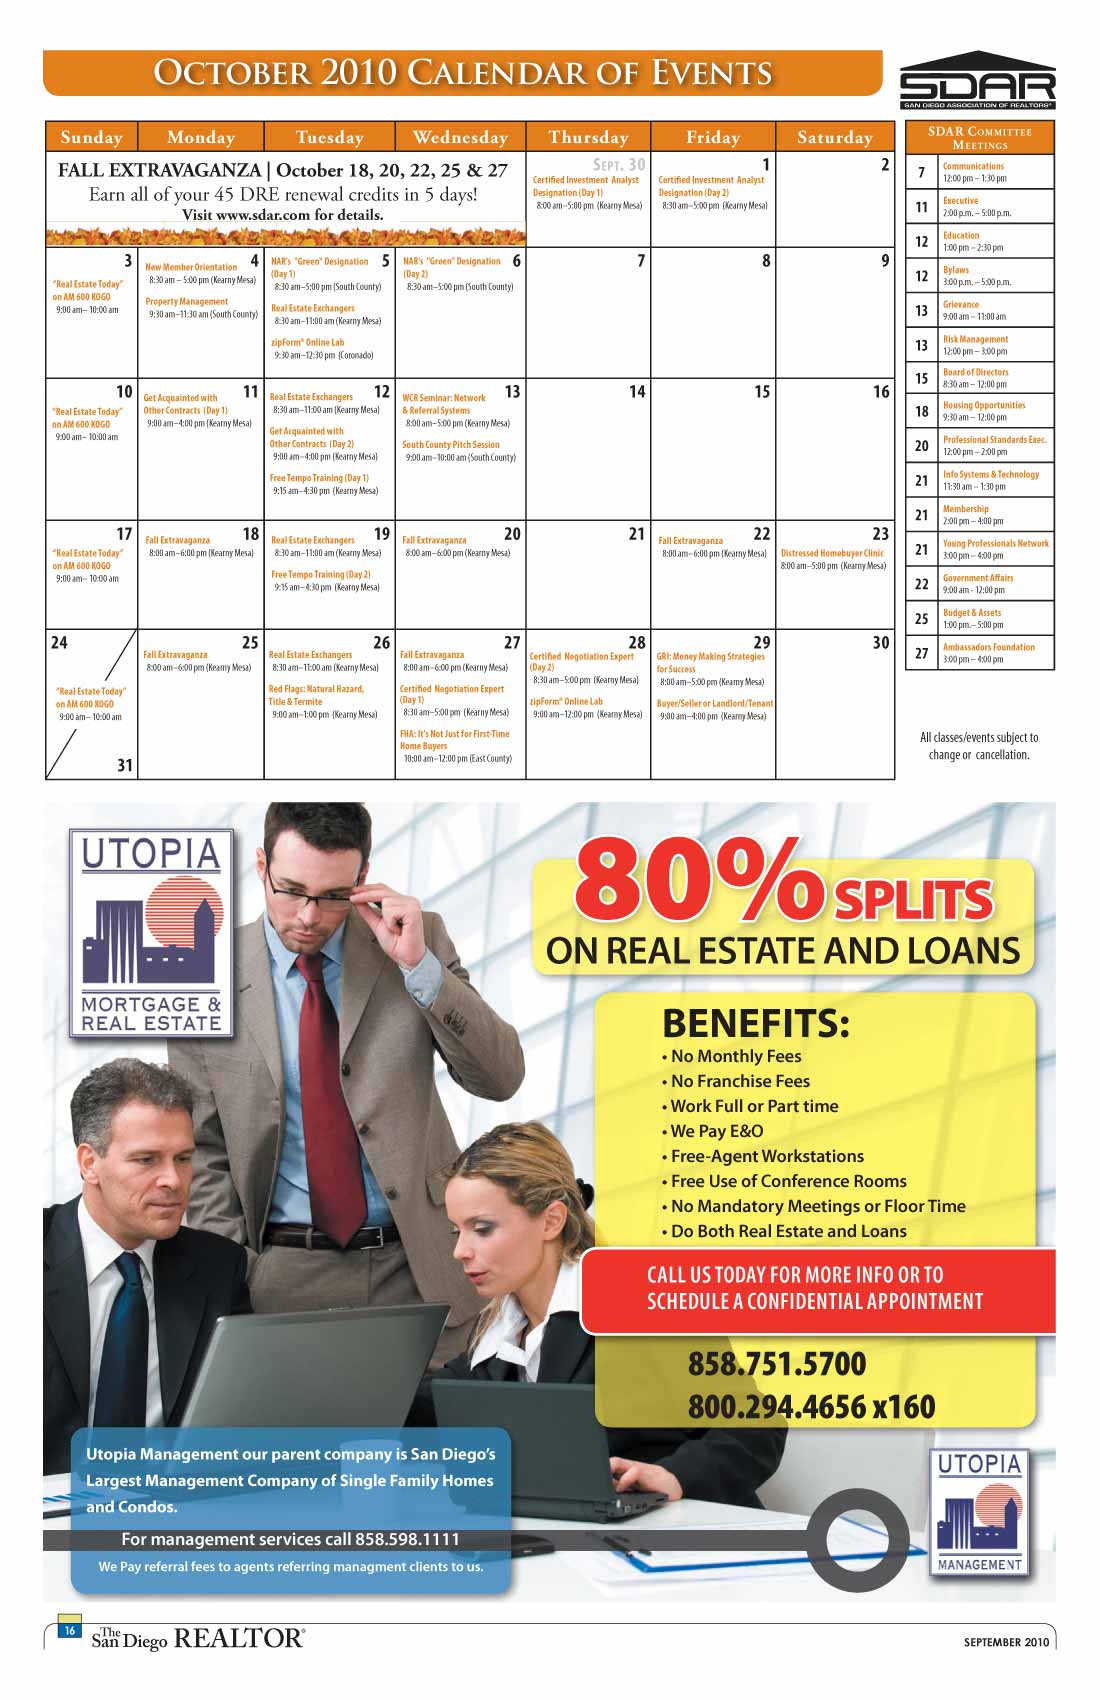 OCTOBER 2010 CALENDAR OF EVENTS
SDAR
SAN DIEGO ASSOCIATION OF REALTORS®
Sunday Monday Tuesday Wednesday Thursday Friday Saturday
FALL EXTRAVAGANZA | October 18, 20, 22, 25 & 27
Earn all of your 45 DRE renewal credits in 5 days!
Visit www.sdar.com for details.
SEPT. 30
Certified Investment Analyst
Designation (Day 1)
8:00 am–5:00 pm (Kearny Mesa)
1
Certified Investment Analyst
Designation (Day 2)
8:30 am–5:00 pm (Kearny Mesa)
2
3
"Real Estate Today"
on AM 600 KOGO
9:00 am– 10:00 am
4
New Member Orientation
8:30 am – 5:00 pm (Kearny Mesa)
Property Management
9:30 am–11:30 am (South County)
5
NAR's "Green" Designation
(Day 1)
8:30 am–5:00 pm (South County)
Real Estate Exchangers
8:30 am–11:00 am (Kearny Mesa)
zipForm® Online Lab
9:30 am–12:30 pm (Coronado)
6
NAR's "Green" Designation
(Day 2)
8:30 am–5:00 pm (South County)
7
8
9
10
"Real Estate Today"
on AM 600 KOGO
9:00 am– 10:00 am
11
Get Acquainted with
Other Contracts (Day 1)
9:00 am–4:00 pm (Kearny Mesa)
12
Real Estate Exchangers
8:30 am–11:00 am (Kearny Mesa)
Get Acquainted with
Other Contracts (Day 2)
9:00 am–4:00 pm (Kearny Mesa)
Free Tempo Training (Day 1)
9:15 am–4:30 pm (Kearny Mesa)
13
WCR Seminar: Network
& Referral Systems
8:00 am–5:00 pm (Kearny Mesa)
South County Pitch Session
9:00 am–10:00 am (South County)
14
15
16
17
"Real Estate Today"
on AM 600 KOGO
9:00 am– 10:00 am
18
Fall Extravaganza
8:00 am–6:00 pm (Kearny Mesa)
19
Real Estate Exchangers
8:30 am–11:00 am (Kearny Mesa)
Free Tempo Training (Day 2)
9:15 am–4:30 pm (Kearny Mesa)
20
Fall Extravaganza
8:00 am–6:00 pm (Kearny Mesa)
21
22
Fall Extravaganza
8:00 am–6:00 pm (Kearny Mesa)
23
Distressed Homebuyer Clinic
8:00 am–5:00 pm (Kearny Mesa)
24
"Real Estate Today"
on AM 600 KOGO
9:00 am– 10:00 am
31
25
Fall Extravaganza
8:00 am–6:00 pm (Kearny Mesa)
26
Real Estate Exchangers
8:30 am–11:00 am (Kearny Mesa)
Red Flags: Natural Hazard,
Title & Termite
9:00 am–1:00 pm (Kearny Mesa)
27
Fall Extravaganza
8:00 am–6:00 pm (Kearny Mesa)
Certified Negotiation Expert
(Day 1)
8:30 am–5:00 pm (Kearny Mesa)
FHA: It's Not Just for First-Time
Home Buyers
10:00 am–12:00 pm (East County)
28
Certified Negotiation Expert
(Day 2)
8:30 am–5:00 pm (Kearny Mesa)
zipForm® Online Lab
9:00 am–12:00 pm (Kearny Mesa)
29
GRI: Money Making Strategies
for Success
8:00 am–5:00 pm (Kearny Mesa)
Buyer/Seller or Landlord/Tenant
9:00 am–4:00 pm (Kearny Mesa)
30
SDAR COMMITTEE
MEETINGS
7 Communications
12:00 pm – 1:30 pm
11 Executive
2:00 p.m. – 5:00 p.m.
12 Education
1:00 pm – 2:30 pm
12 Bylaws
3:00 p.m. – 5:00 p.m.
13 Grievance
9:00 am – 11:00 am
13 Risk Management
12:00 pm – 3:00 pm
15 Board of Directors
8:30 am – 12:00 pm
18 Housing Opportunities
9:30 am – 12:00 pm
20 Professional Standards Exec.
12:00 pm – 2:00 pm
21 Info Systems & Technology
11:30 am – 1:30 pm
21 Membership
2:00 pm – 4:00 pm
21 Young Professionals Network
3:00 pm – 4:00 pm
22 Government Affairs
9:00 am - 12:00 pm
25 Budget & Assets
1:00 pm.– 5:00 pm
27 Ambassadors Foundation
3:00 pm – 4:00 pm
All classes/events subject to
change or cancellation.
UTOPIA
MORTGAGE &
REAL ESTATE
80% SPLITS
ON REAL ESTATE AND LOANS
BENEFITS:
• No Monthly Fees
• No Franchise Fees
• Work Full or Part time
• We Pay E&O
• Free-Agent Workstations
• Free Use of Conference Rooms
• No Mandatory Meetings or Floor Time
• Do Both Real Estate and Loans
CALL US TODAY FOR MORE INFO OR TO
SCHEDULE A CONFIDENTIAL APPOINTMENT
858.751.5700
800.294.4656 x160
Utopia Management our parent company is San Diego's
Largest Management Company of Single Family Homes
and Condos.
For management services call 858.598.1111
We Pay referral fees to agents referring managment clients to us.
UTOPIA
MANAGEMENT
16
The San Diego REALTOR®
SEPTEMBER 2010